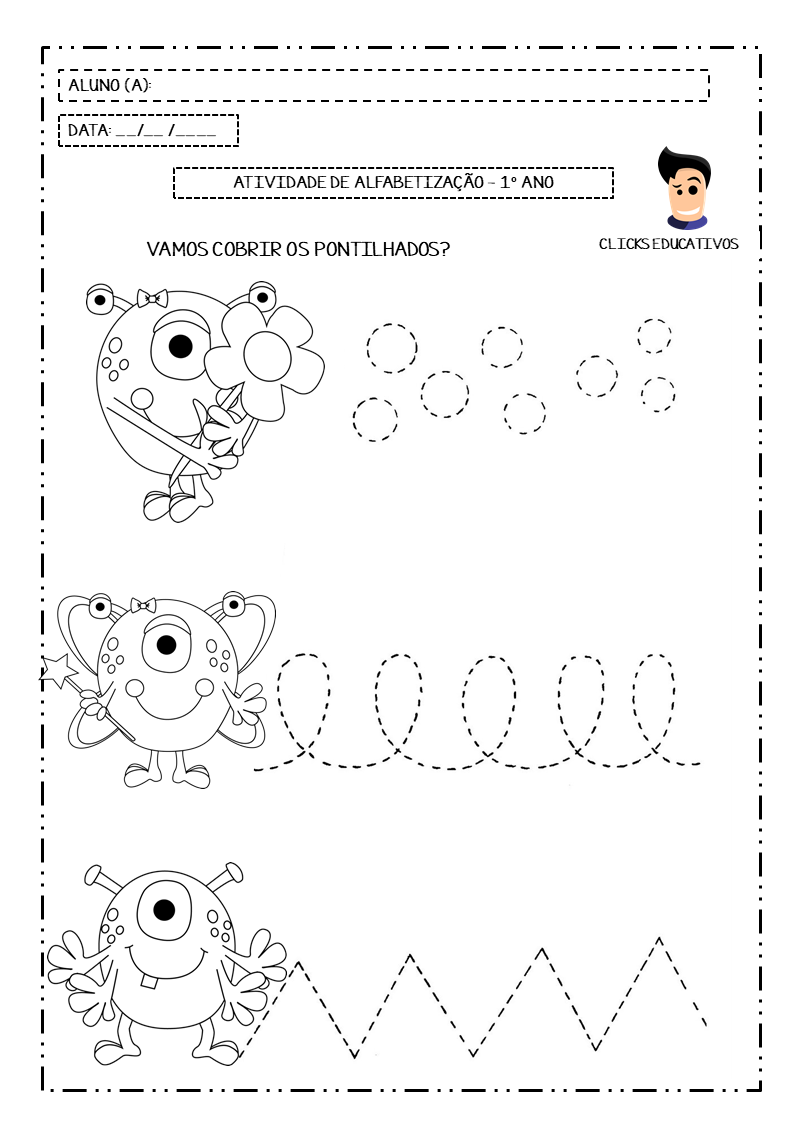 ALUNO (A):
DATA: __/__ /____
ATIVIDADE DE ALFABETIZAÇÃO – 1º ANO
CLICKS EDUCATIVOS
VAMOS COBRIR OS PONTILHADOS?